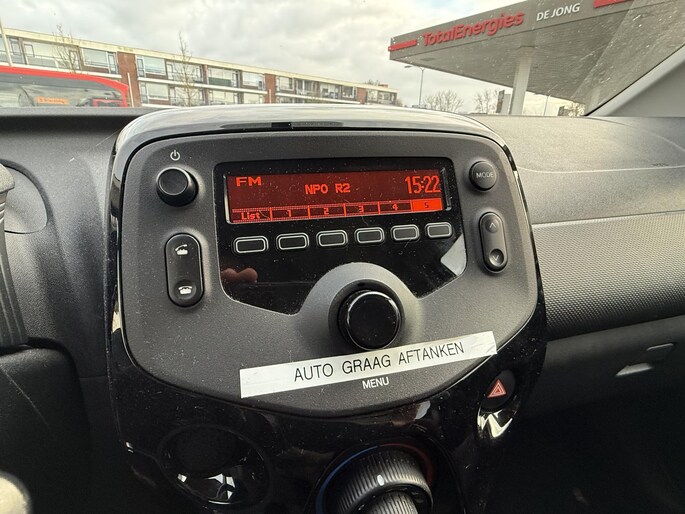 TotalEnergies DE JONG
FM
NPO R2
15:22
List 1 2 3 4 5
MODE
AUTO GRAAG AFTANKEN
MENU